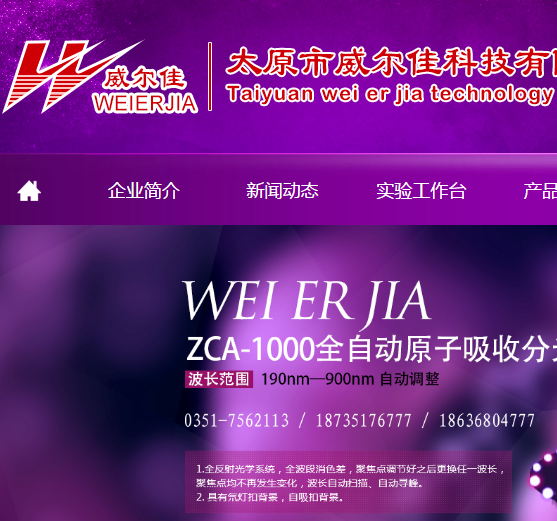 威尔佳
WEIERJIA
太原市威尔佳科技有
Taiyuan wei er jia technology
企业简介 新闻动态 实验工作台 产品
WEI ER JIA
ZCA-1000全自动原子吸收分
波长范围 190nm—900nm 自动调整
0351-7562113 / 18735176777 / 18636804777
1.全反射光学系统，全波段消色差，聚焦点调节好之后更换任一波长，
聚焦点均不再发生变化，波长自动扫描、自动寻峰。
2. 具有氘灯扣背景，自吸扣背景。